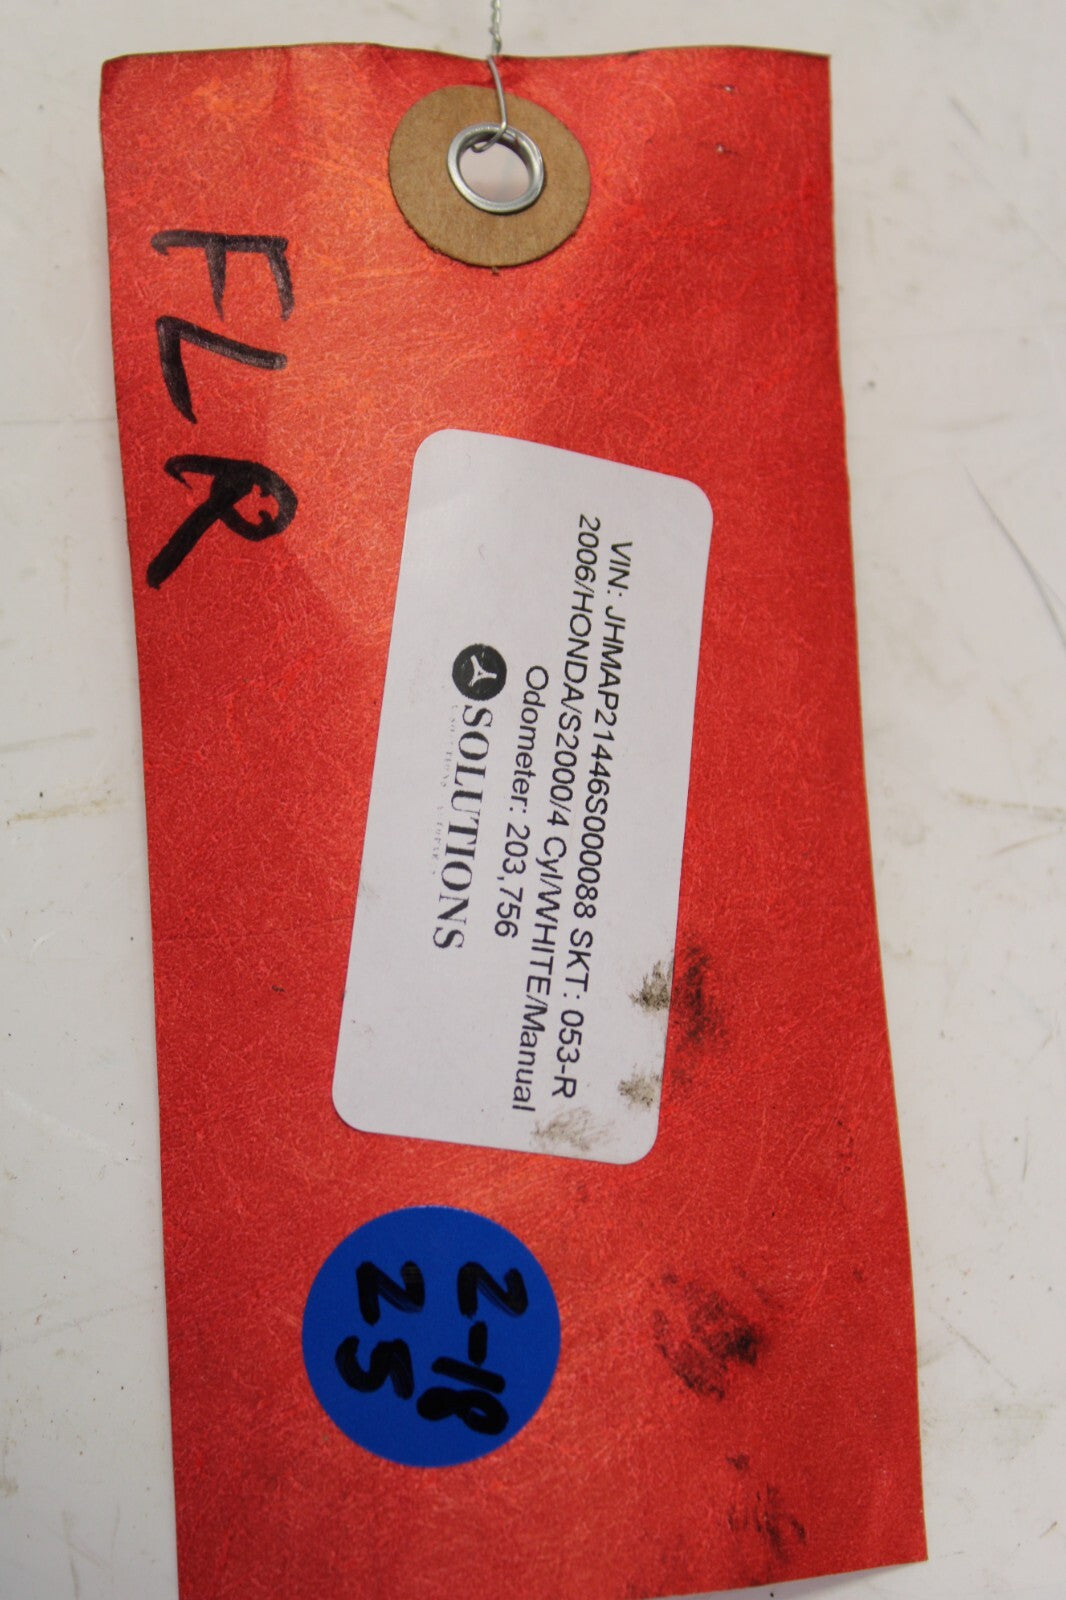 FLR
VIN: JHMAP21446S000088 SKT: 053-R
2006/HONDA/S2000/4 Cyl/WHITE/Manual
Odometer: 203,756
SOLUTIONS
2-18
25